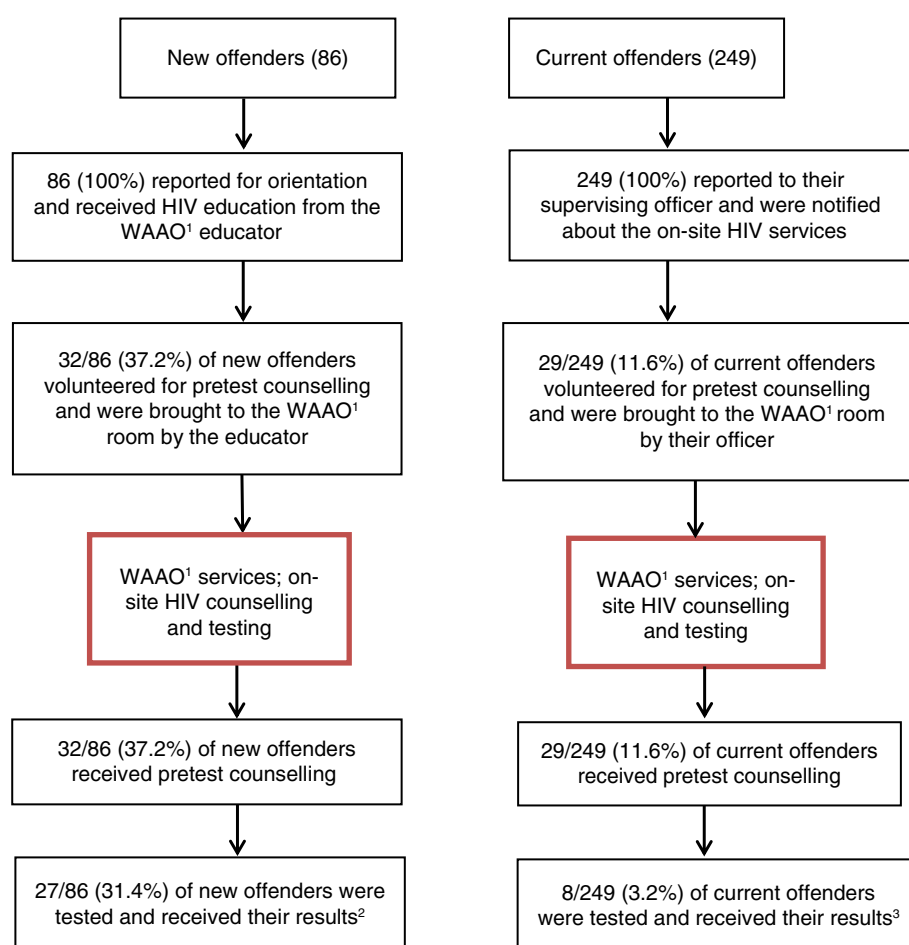 New offenders (86)
86 (100%) reported for orientation
and received HIV education from the
WAAO¹ educator
32/86 (37.2%) of new offenders
volunteered for pretest counselling
and were brought to the WAAO¹
room by the educator
WAAO¹ services; on-
site HIV counselling
and testing
32/86 (37.2%) of new offenders
received pretest counselling
27/86 (31.4%) of new offenders were
tested and received their results²
Current offenders (249)
249 (100%) reported to their
supervising officer and were notified
about the on-site HIV services
29/249 (11.6%) of current offenders
volunteered for pretest counselling
and were brought to the WAAO¹ room
by their officer
WAAO¹ services; on-
site HIV counselling
and testing
29/249 (11.6%) of current offenders
received pretest counselling
8/249 (3.2%) of current offenders
were tested and received their results³